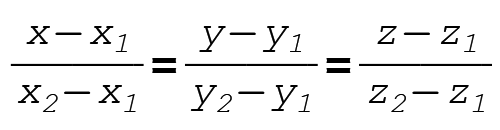 x-x₁/x₂-x₁ = y-y₁/y₂-y₁ = z-z₁/z₂-z₁